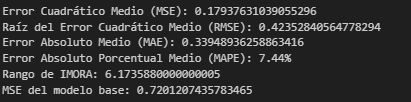 Error Cuadrático Medio (MSE): 0.17937631039055296
Raíz del Error Cuadrático Medio (RMSE): 0.42352840564778294
Error Absoluto Medio (MAE): 0.33948936258863416
Error Absoluto Porcentual Medio (MAPE): 7.44%
Rango de IMORA: 6.1735880000000005
MSE del modelo base: 0.7201207435783465